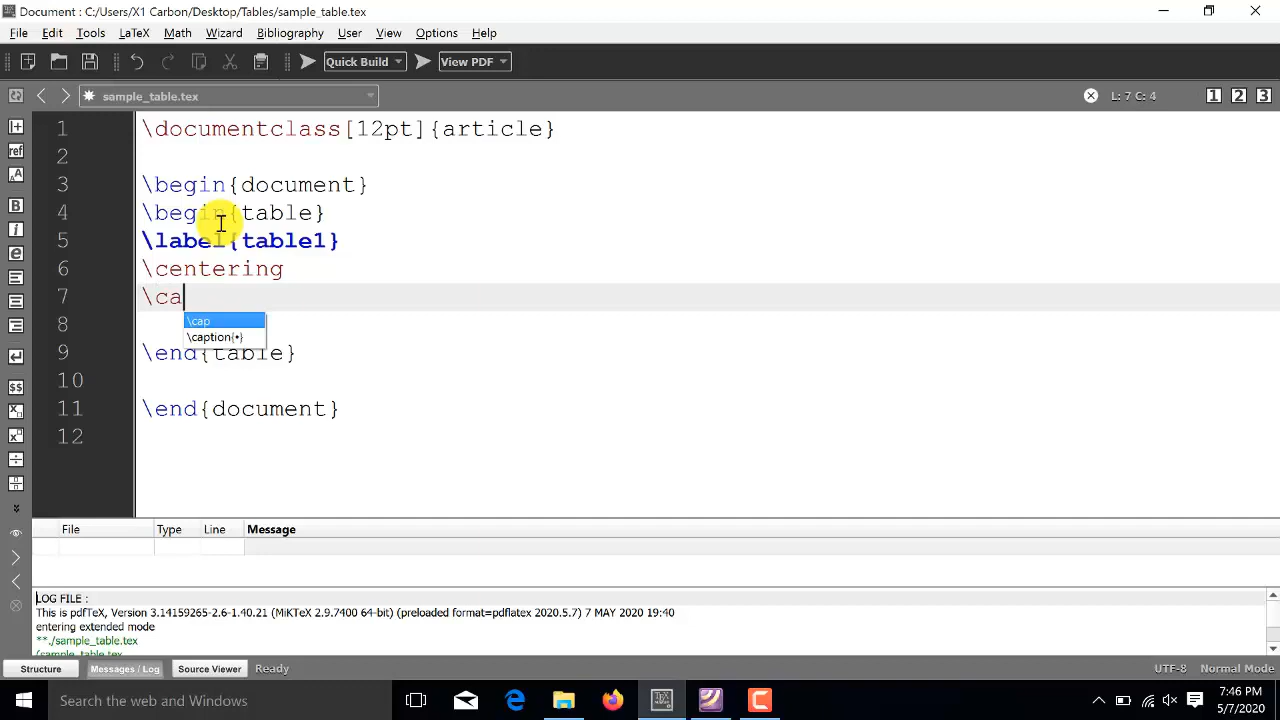 Document : C:/Users/X1 Carbon/Desktop/Tables/sample_table.tex
File Edit Tools LaTeX Math Wizard Bibliography User View Options Help
Quick Build View PDF
sample_table.tex L: 7 C: 4 1 2 3
1 \documentclass[12pt]{article}
2
3 \begin{document}
4 \begin{table}
5 \label{table1}
6 \centering
7 \ca
\cap
8
\caption{•}
9 \end{table}
10
11 \end{document}
12
ref
B
i
e
$$
File Type Line Message
LOG FILE :
This is pdfTeX, Version 3.14159265-2.6-1.40.21 (MiKTeX 2.9.7400 64-bit) (preloaded format=pdflatex 2020.5.7) 7 MAY 2020 19:40
entering extended mode
**./sample_table.tex
(sample_table.tex
Structure Messages / Log Source Viewer Ready UTF-8 Normal Mode
Search the web and Windows
7:46 PM
5/7/2020